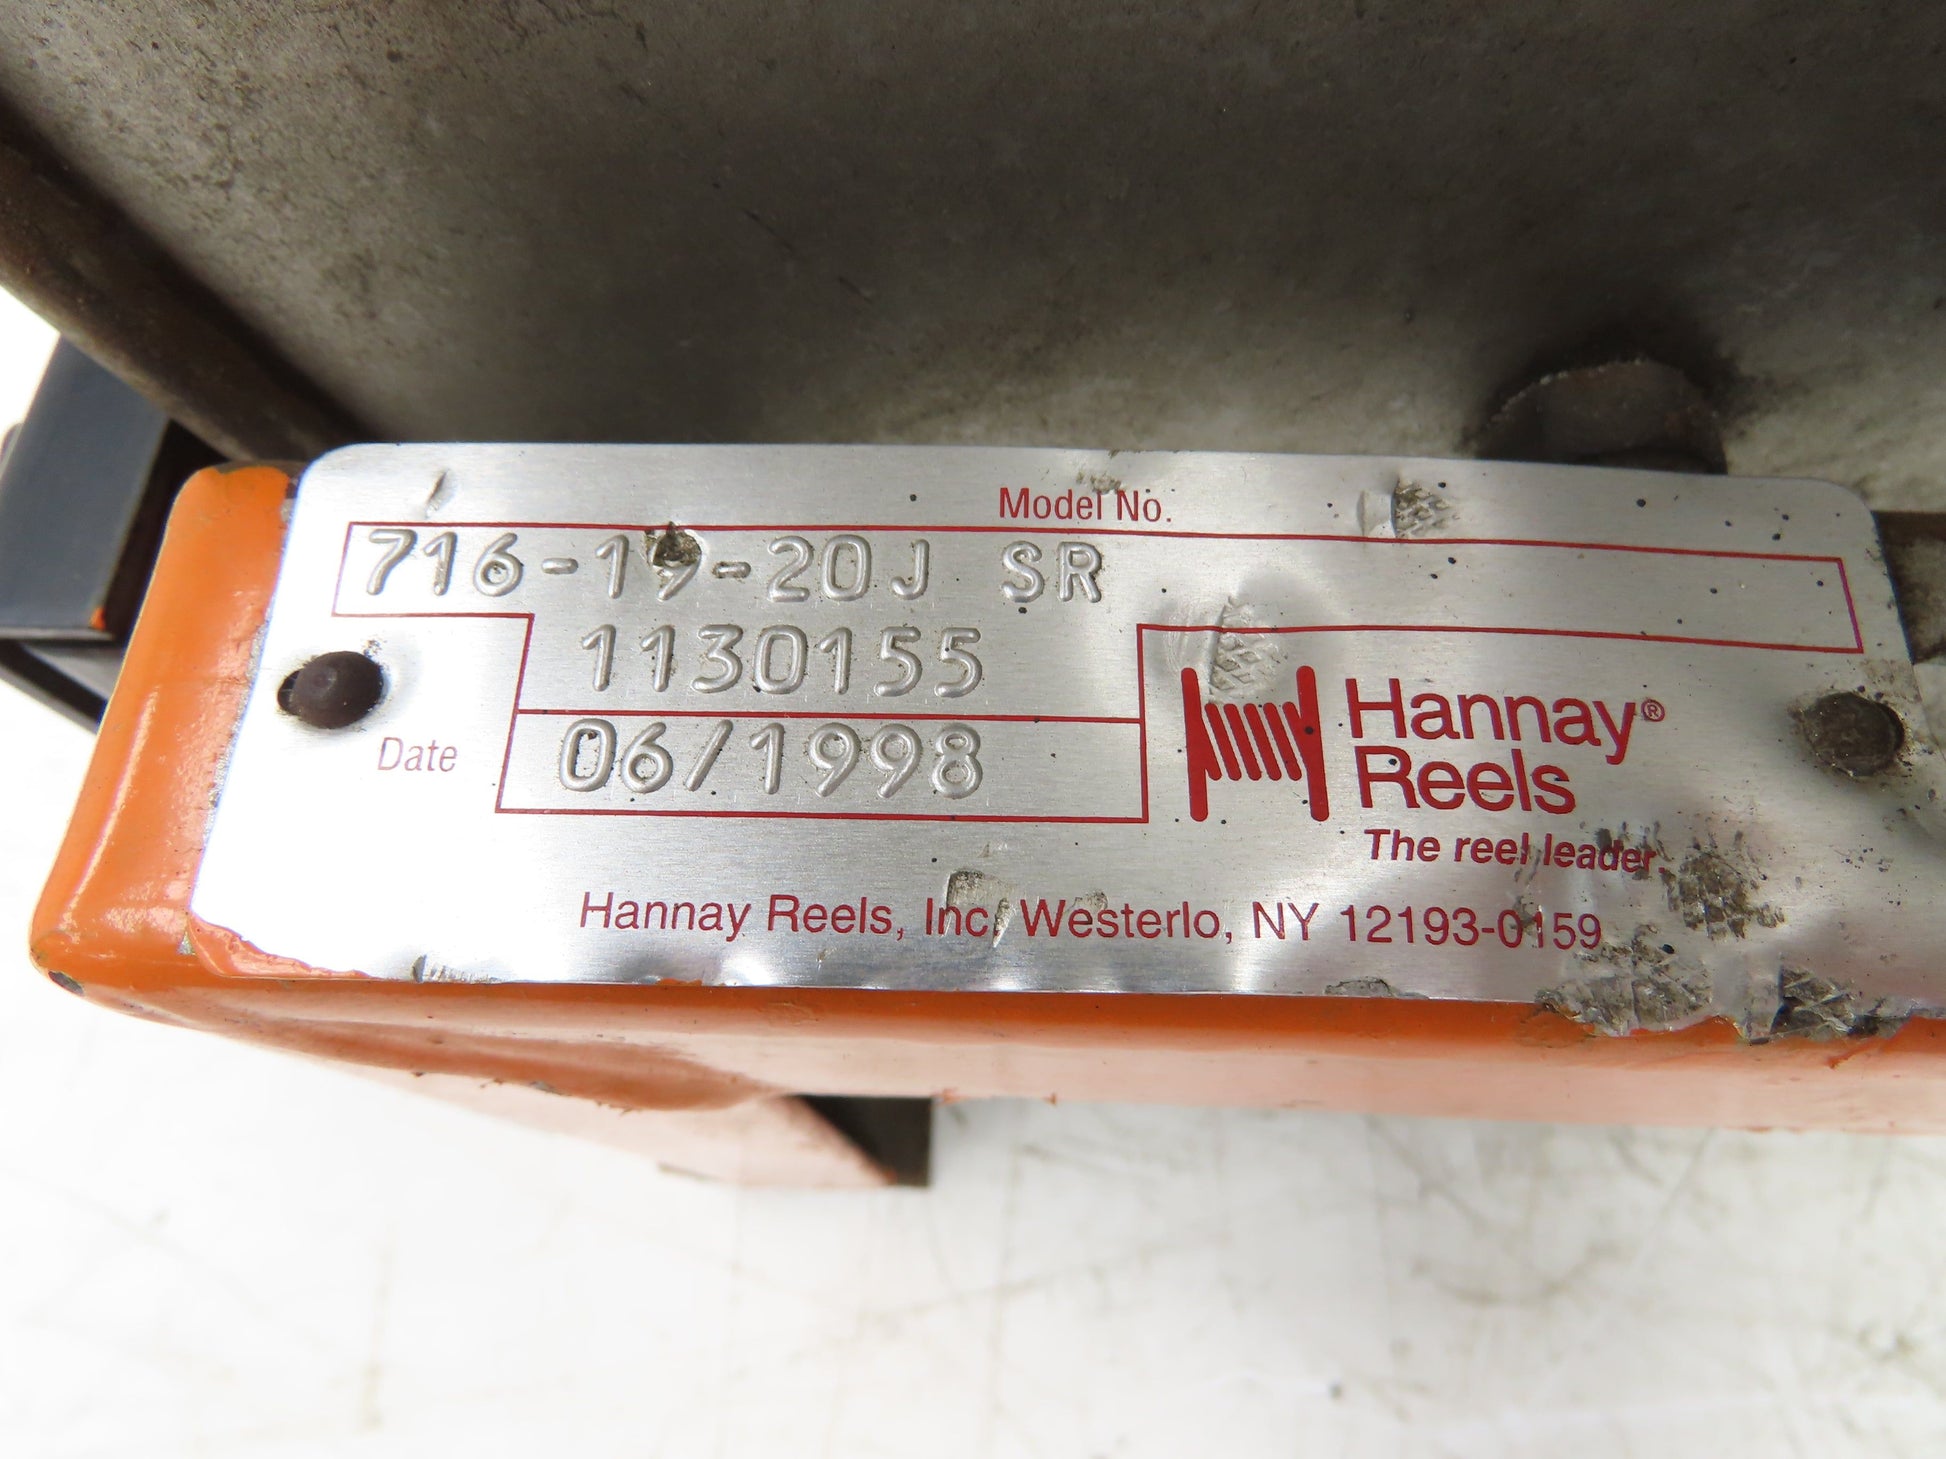 Model No.
716-19-20J SR
1130155
Date
06/1998
Hannay®
Reels
The reel leader.
Hannay Reels, Inc. Westerlo, NY 12193-0159